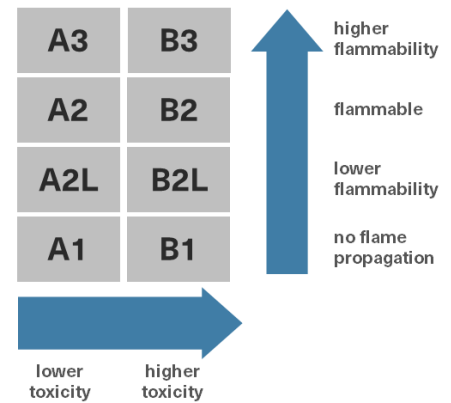 A3 B3
higher
flammability
A2 B2
flammable
A2L B2L
lower
flammability
A1 B1
no flame
propagation
lower
toxicity
higher
toxicity